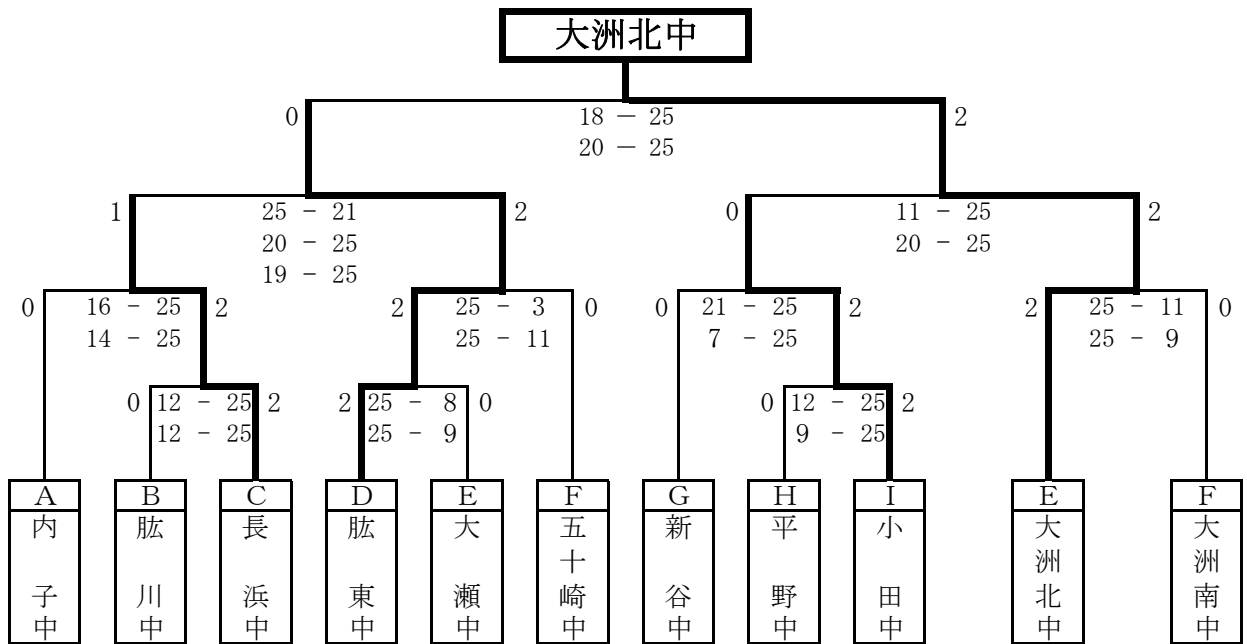 大洲北中
0 18 － 25 2
20 － 25
1 25 - 21 2 0 11 - 25 2
20 - 25 20 - 25
19 - 25
0 16 - 25 2 2 25 - 3 0 0 21 - 25 2 2 25 - 11 0
14 - 25 25 - 11 7 - 25 25 - 9
0 12 - 25 2 2 25 - 8 0 0 12 - 25 2
12 - 25 25 - 9 9 - 25
A B C D E F G H I E F
内子中
肱川中
長浜中
肱東中
大瀬中
五十崎中
新谷中
平野中
小田中
大洲北中
大洲南中